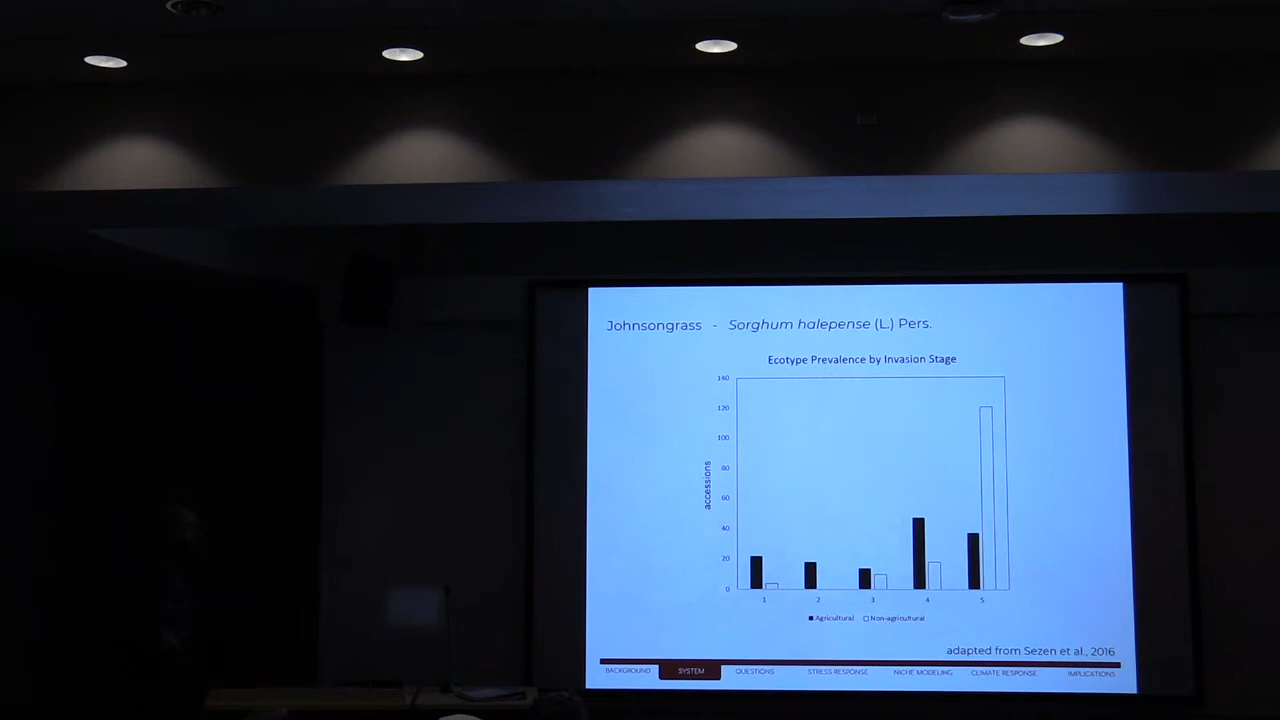 Johnsongrass - Sorghum halepense (L.) Pers.
Ecotype Prevalence by Invasion Stage
140
120
100
80
60
40
20
0
accessions
1 2 3 4 5
Agricultural Non-agricultural
adapted from Sezen et al., 2016
BACKGROUND SYSTEM QUESTIONS STRESS RESPONSE NICHE MODELING CLIMATE RESPONSE IMPLICATIONS